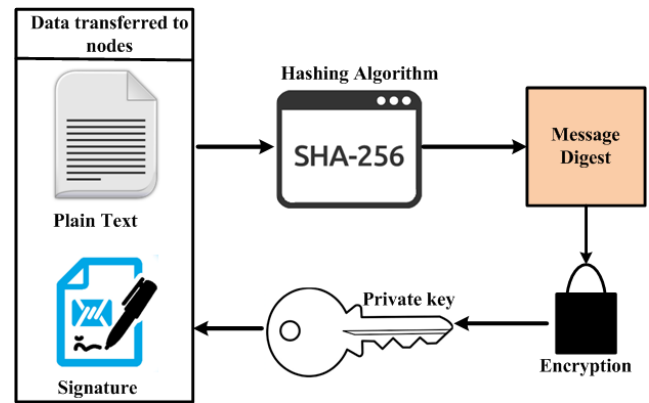 Data transferred to
nodes
Plain Text
Hashing Algorithm
SHA-256
Message
Digest
Encryption
Private key
Signature